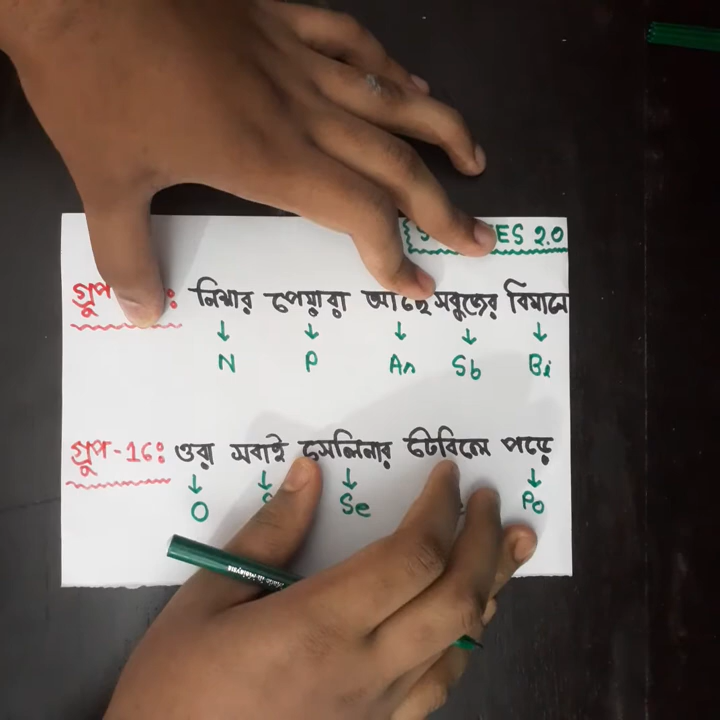 ES 2.0
গ্রুপ : নিঝার পেয়ারা আছে সবুজের বিমানে
↓ ↓ ↓ ↓ ↓
N P An Sb Bi
গ্রুপ-16: ওরা সবাই সেলিনার টেবিলে পড়ে
↓ ↓ ↓ ↓
O S Se Po